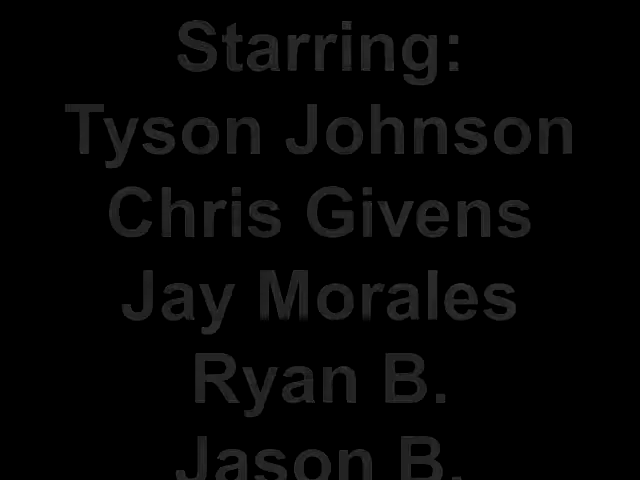 Starring:
Tyson Johnson
Chris Givens
Jay Morales
Ryan B.
Jason B.